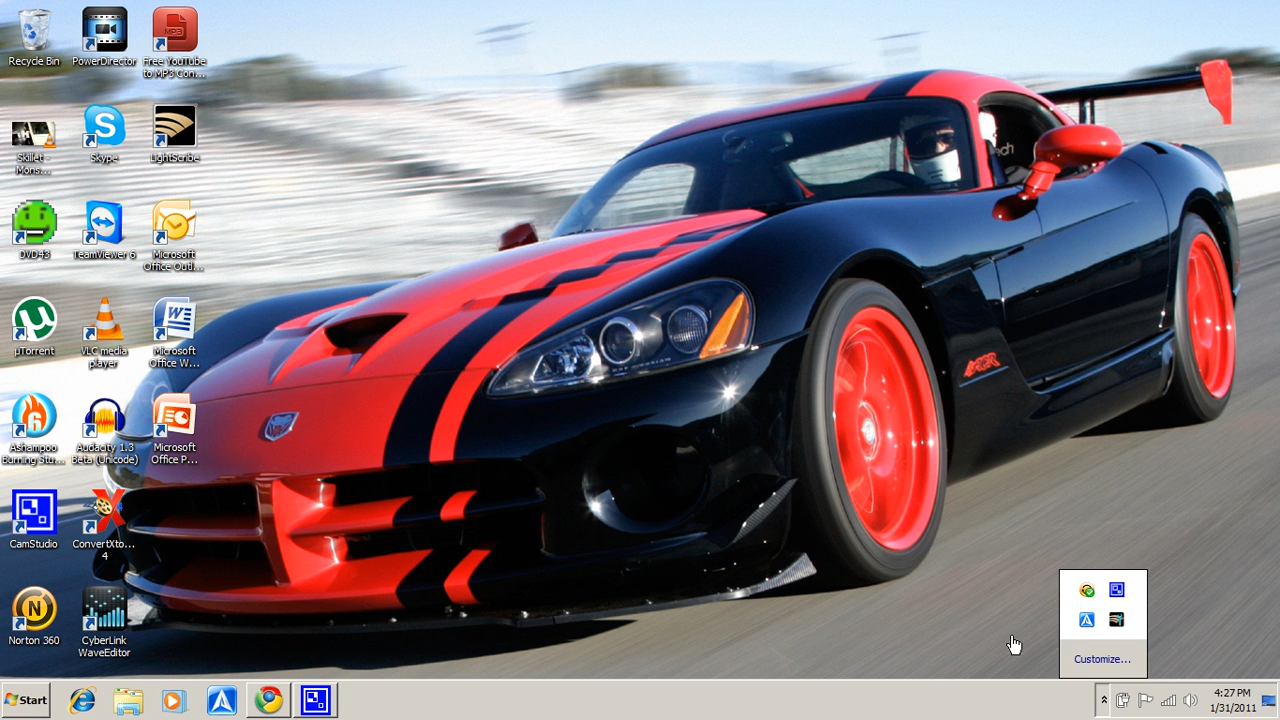 Recycle Bin
PowerDirector
Free YouTube
to MP3 Con...
Skillet
Mons...
Skype
LightScribe
DVD43
TeamViewer 6
Microsoft
Office Outl...
µTorrent
VLC media
player
Microsoft
Office W...
Ashampoo
Burning Stu...
Audacity 1.3
Beta (Unicode)
Microsoft
Office P...
CamStudio
ConvertXto...
4
Norton 360
CyberLink
WaveEditor
Customize...
Start
4:27 PM
1/31/2011